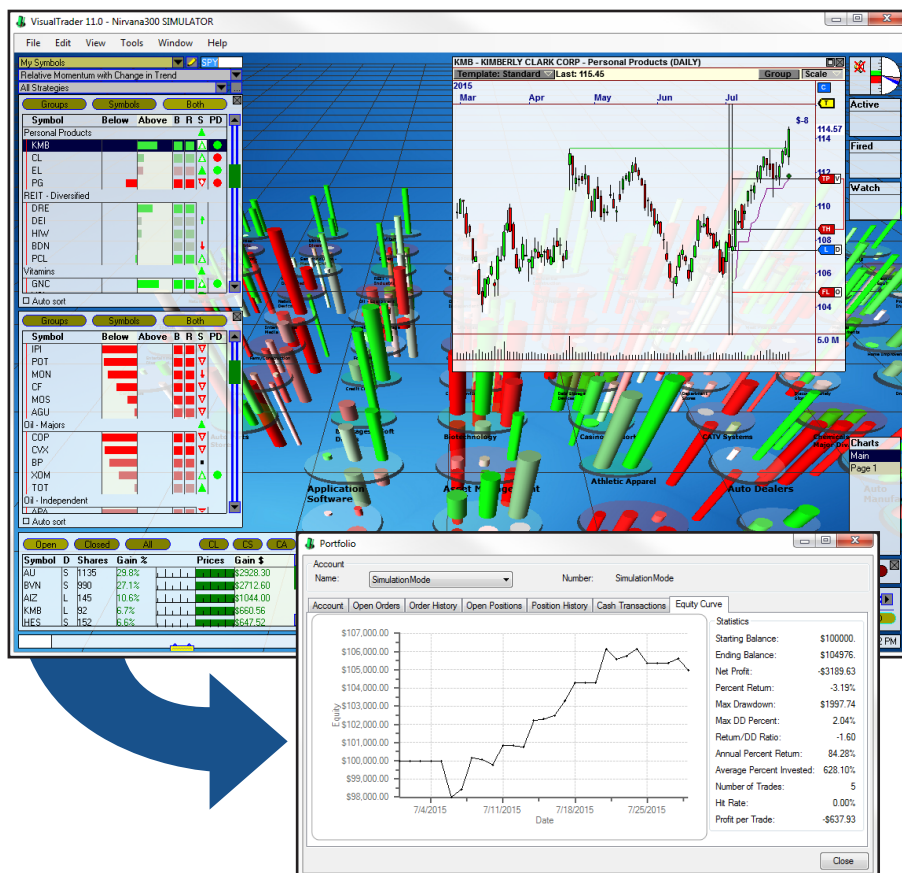 VisualTrader 11.0 - Nirvana300 SIMULATOR
File Edit View Tools Window Help
My Symbols SPY
Relative Momentum with Change in Trend
All Strategies
Groups Symbols Both
Symbol Below Above B R S PD
Personal Products
KMB
CL
EL
PG
REIT - Diversified
DRE
DEI
HIW
BDN
PCL
Vitamins
GNC
Auto sort
Groups Symbols Both
Symbol Below Above B R S PD
IPI
POT
MON
CF
MOS
AGU
Oil - Majors
COP
CVX
BP
XOM
TOT
Oil - Independent
APA
Auto sort
KMB - KIMBERLY CLARK CORP - Personal Products (DAILY)
Template: Standard Last: 115.45 Group Scale
2015
Mar Apr May Jun Jul
C
T
$-8
114.57
114
112
TP V
110
TH
108
L D
106
FL D
104
5.0 M
Active
Fired
Watch
Charts
Main
Page 1
Biotechnology
CATV Systems
Application Software
Athletic Apparel
Auto Dealers
Open Closed All CL CS CA
Symbol D Shares Gain % Prices Gain $
AU S 1135 29.8% $2928.30
BVN S 990 27.1% $2712.60
AIZ L 145 10.6% $1044.00
KMB L 92 6.7% $660.56
HES S 152 6.6% $647.52
Portfolio
Account
Name: SimulationMode Number: SimulationMode
Account Open Orders Order History Open Positions Position History Cash Transactions Equity Curve
$107,000.00
$106,000.00
$105,000.00
$104,000.00
$103,000.00
$102,000.00
$101,000.00
$100,000.00
$99,000.00
$98,000.00
Equity
7/4/2015 7/11/2015 7/18/2015 7/25/2015
Date
Statistics
Starting Balance: $100000.
Ending Balance: $104976.
Net Profit: -$3189.63
Percent Return: -3.19%
Max Drawdown: $1997.74
Max DD Percent: 2.04%
Return/DD Ratio: -1.60
Annual Percent Return: 84.28%
Average Percent Invested: 628.10%
Number of Trades: 5
Hit Rate: 0.00%
Profit per Trade: -$637.93
Close